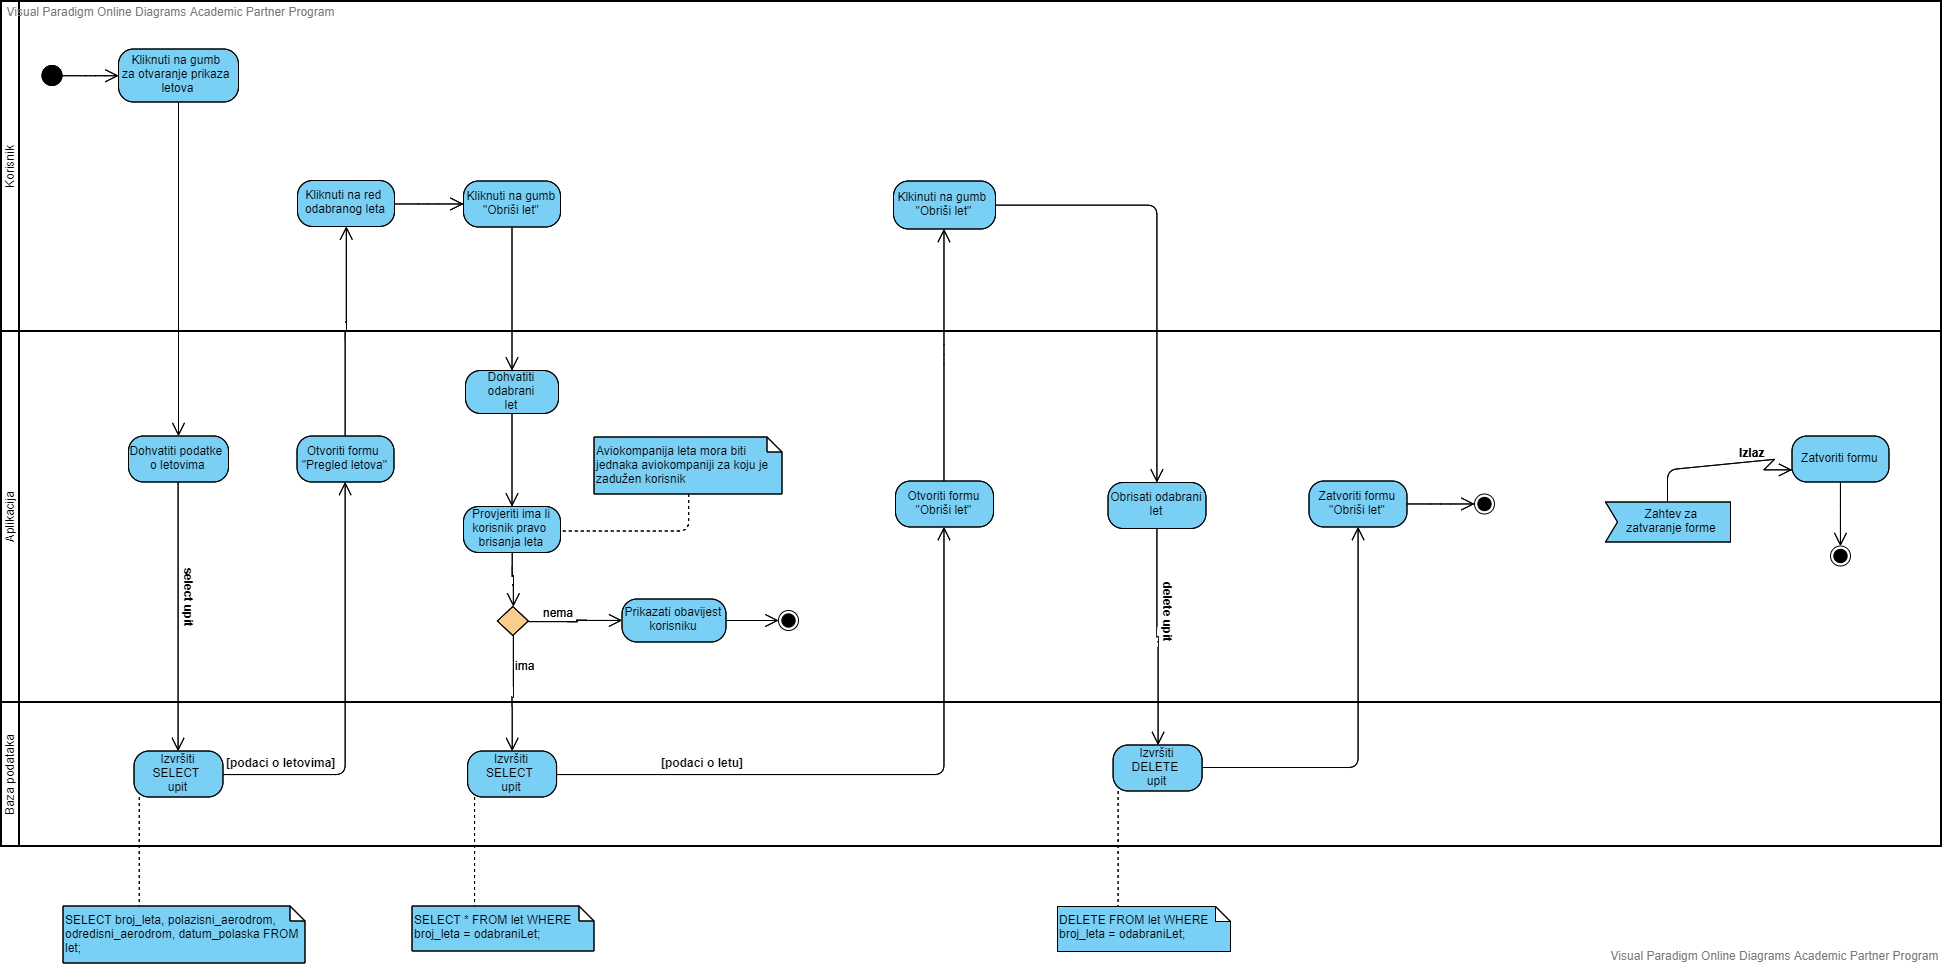 Visual Paradigm Online Diagrams Academic Partner Program
Korisnik
Kliknuti na gumb
za otvaranje prikaza
letova
Kliknuti na red
odabranog leta
Kliknuti na gumb
"Obriši let"
Klkinuti na gumb
"Obriši let"
Aplikacija
Dohvatiti podatke
o letovima
select upit
Otvoriti formu
"Pregled letova"
Dohvatiti
odabrani
let
Aviokompanija leta mora biti
jednaka aviokompaniji za koju je
zadužen korisnik
Provjeriti ima li
korisnik pravo
brisanja leta
nema
Prikazati obavijest
korisniku
ima
Otvoriti formu
"Obriši let"
Obrisati odabrani
let
delete upit
Zatvoriti formu
"Obriši let"
Zahtev za
zatvaranje forme
Izlaz
Zatvoriti formu
Baza podataka
Izvršiti
SELECT
upit
[podaci o letovima]
Izvršiti
SELECT
upit
[podaci o letu]
Izvršiti
DELETE
upit
SELECT broj_leta, polazisni_aerodrom,
odredisni_aerodrom, datum_polaska FROM
let;
SELECT * FROM let WHERE
broj_leta = odabraniLet;
DELETE FROM let WHERE
broj_leta = odabraniLet;
Visual Paradigm Online Diagrams Academic Partner Program